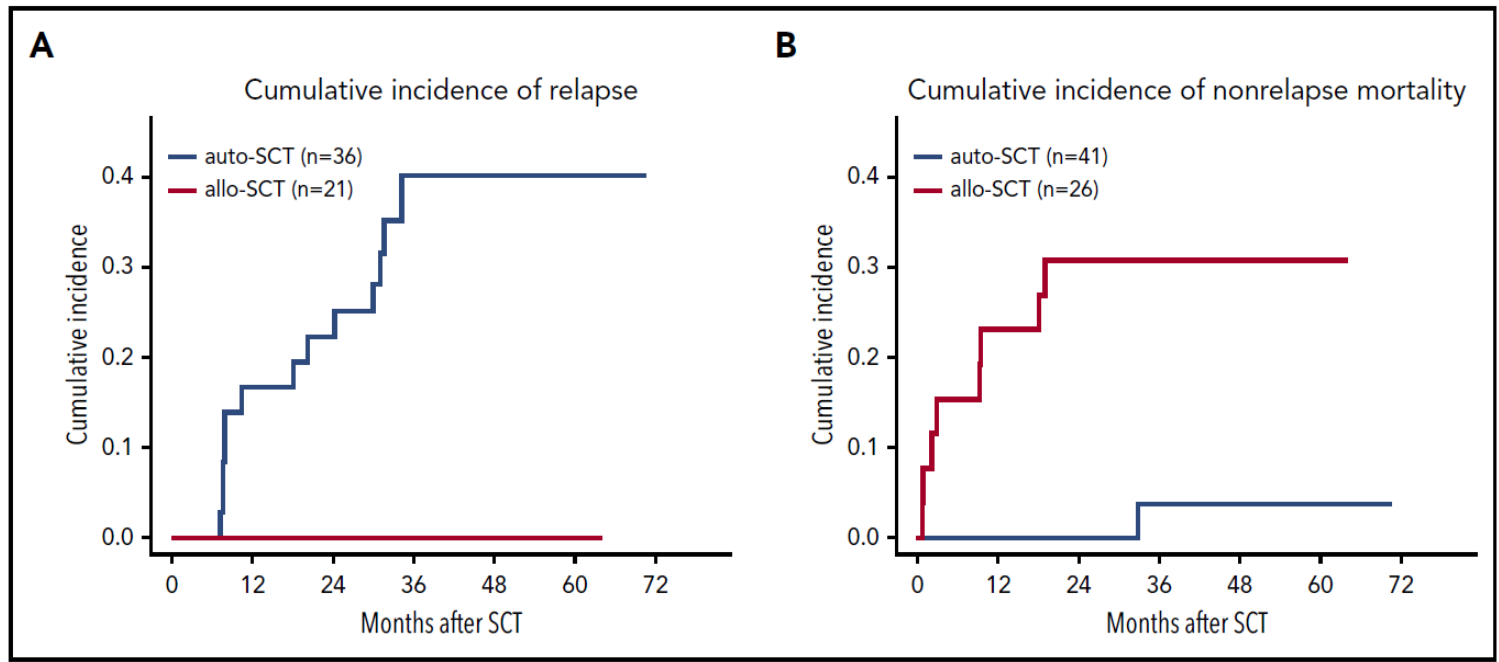 A
Cumulative incidence of relapse
auto-SCT (n=36)
allo-SCT (n=21)
Cumulative incidence
0.4
0.3
0.2
0.1
0.0
0 12 24 36 48 60 72
Months after SCT
B
Cumulative incidence of nonrelapse mortality
auto-SCT (n=41)
allo-SCT (n=26)
Cumulative incidence
0.4
0.3
0.2
0.1
0.0
0 12 24 36 48 60 72
Months after SCT